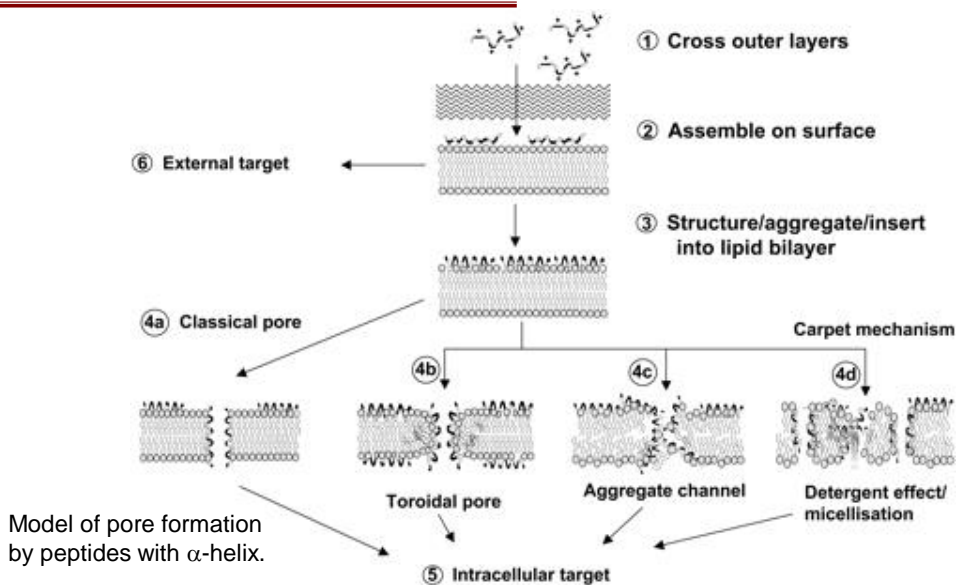 ① Cross outer layers
② Assemble on surface
⑥ External target
③ Structure/aggregate/insert
into lipid bilayer
4a Classical pore
Carpet mechanism
4b
4c
4d
Toroidal pore
Aggregate channel
Detergent effect/
micellisation
Model of pore formation
by peptides with α-helix.
⑤ Intracellular target